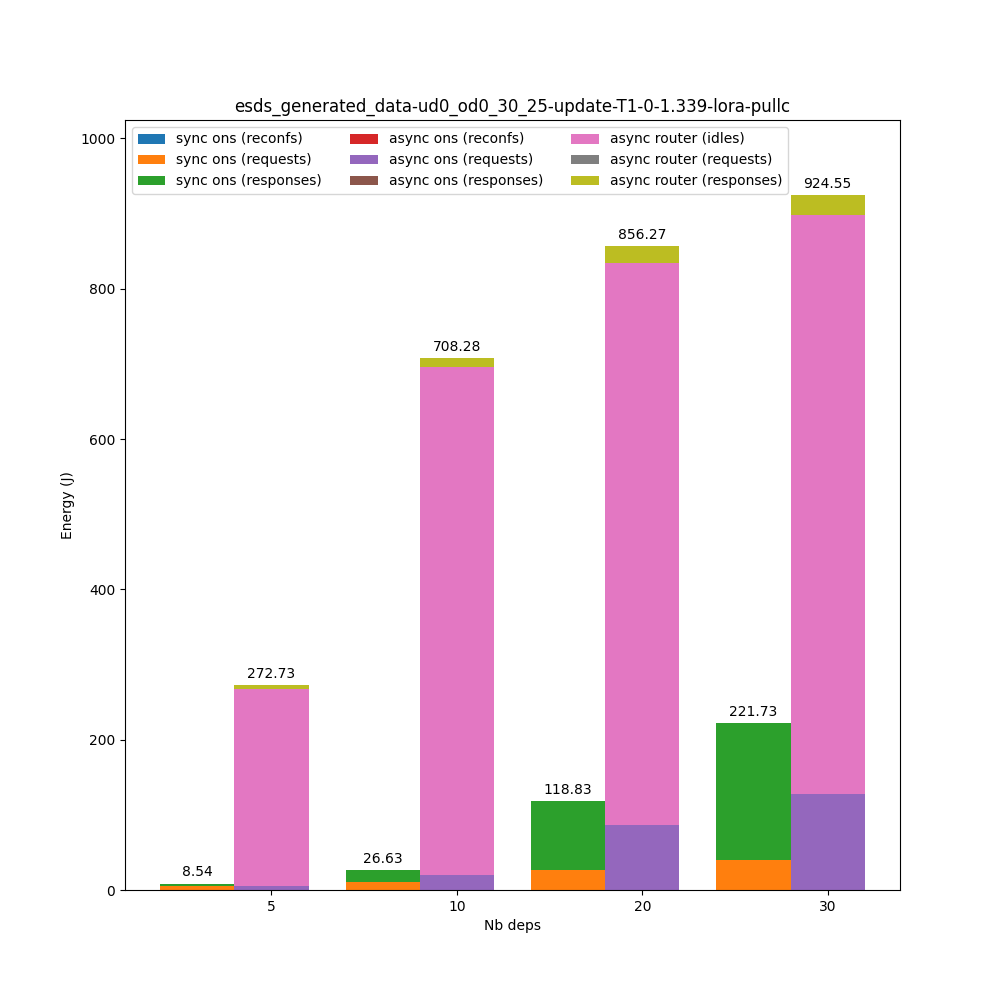 esds_generated_data-ud0_od0_30_25-update-T1-0-1.339-lora-pullc
sync ons (reconfs) async ons (reconfs) async router (idles)
sync ons (requests) async ons (requests) async router (requests)
sync ons (responses) async ons (responses) async router (responses)
1000
924.55
856.27
800
708.28
600
Energy (J)
400
272.73
221.73
200
118.83
26.63
8.54
0
5 10 20 30
Nb deps